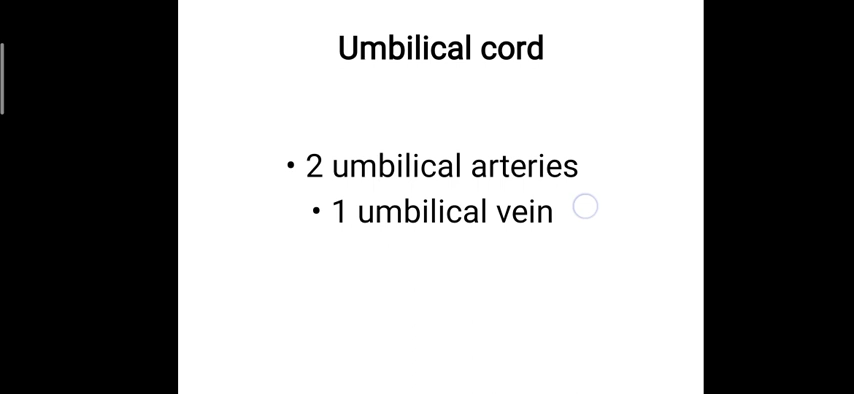 Umbilical cord
• 2 umbilical arteries
• 1 umbilical vein